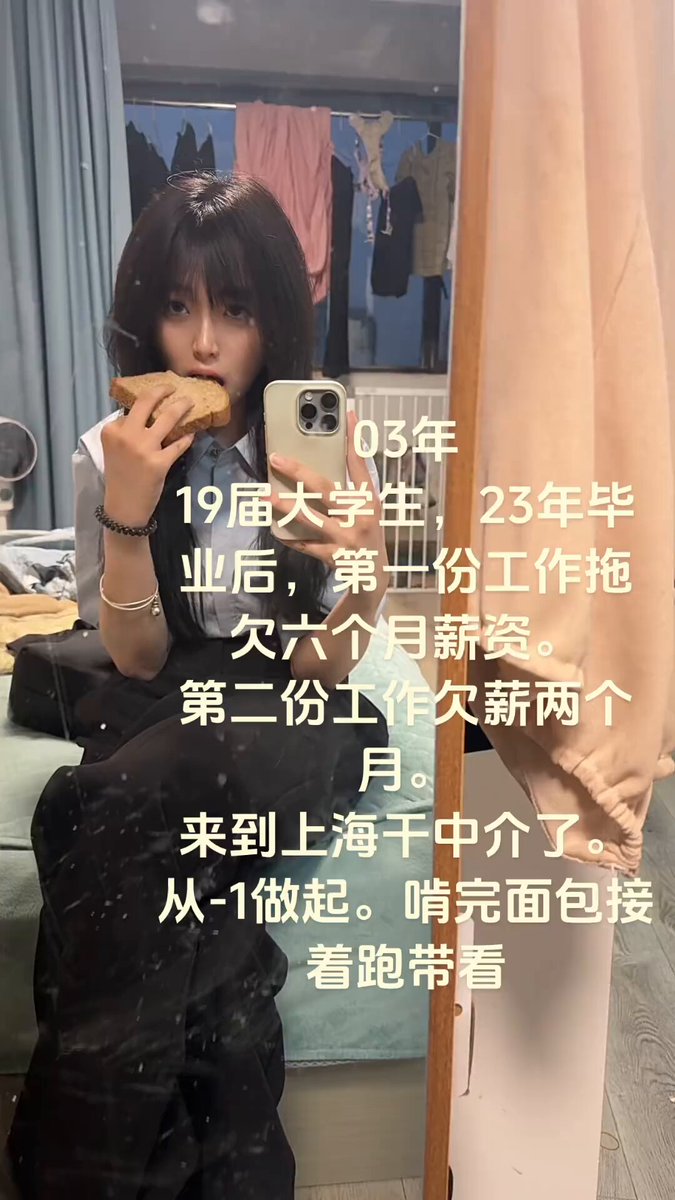 03年
19届大学生，23年毕
业后，第一份工作拖
欠六个月薪资。
第二份工作欠薪两个
月。
来到上海干中介了。
从-1做起。啃完面包接
着跑带看